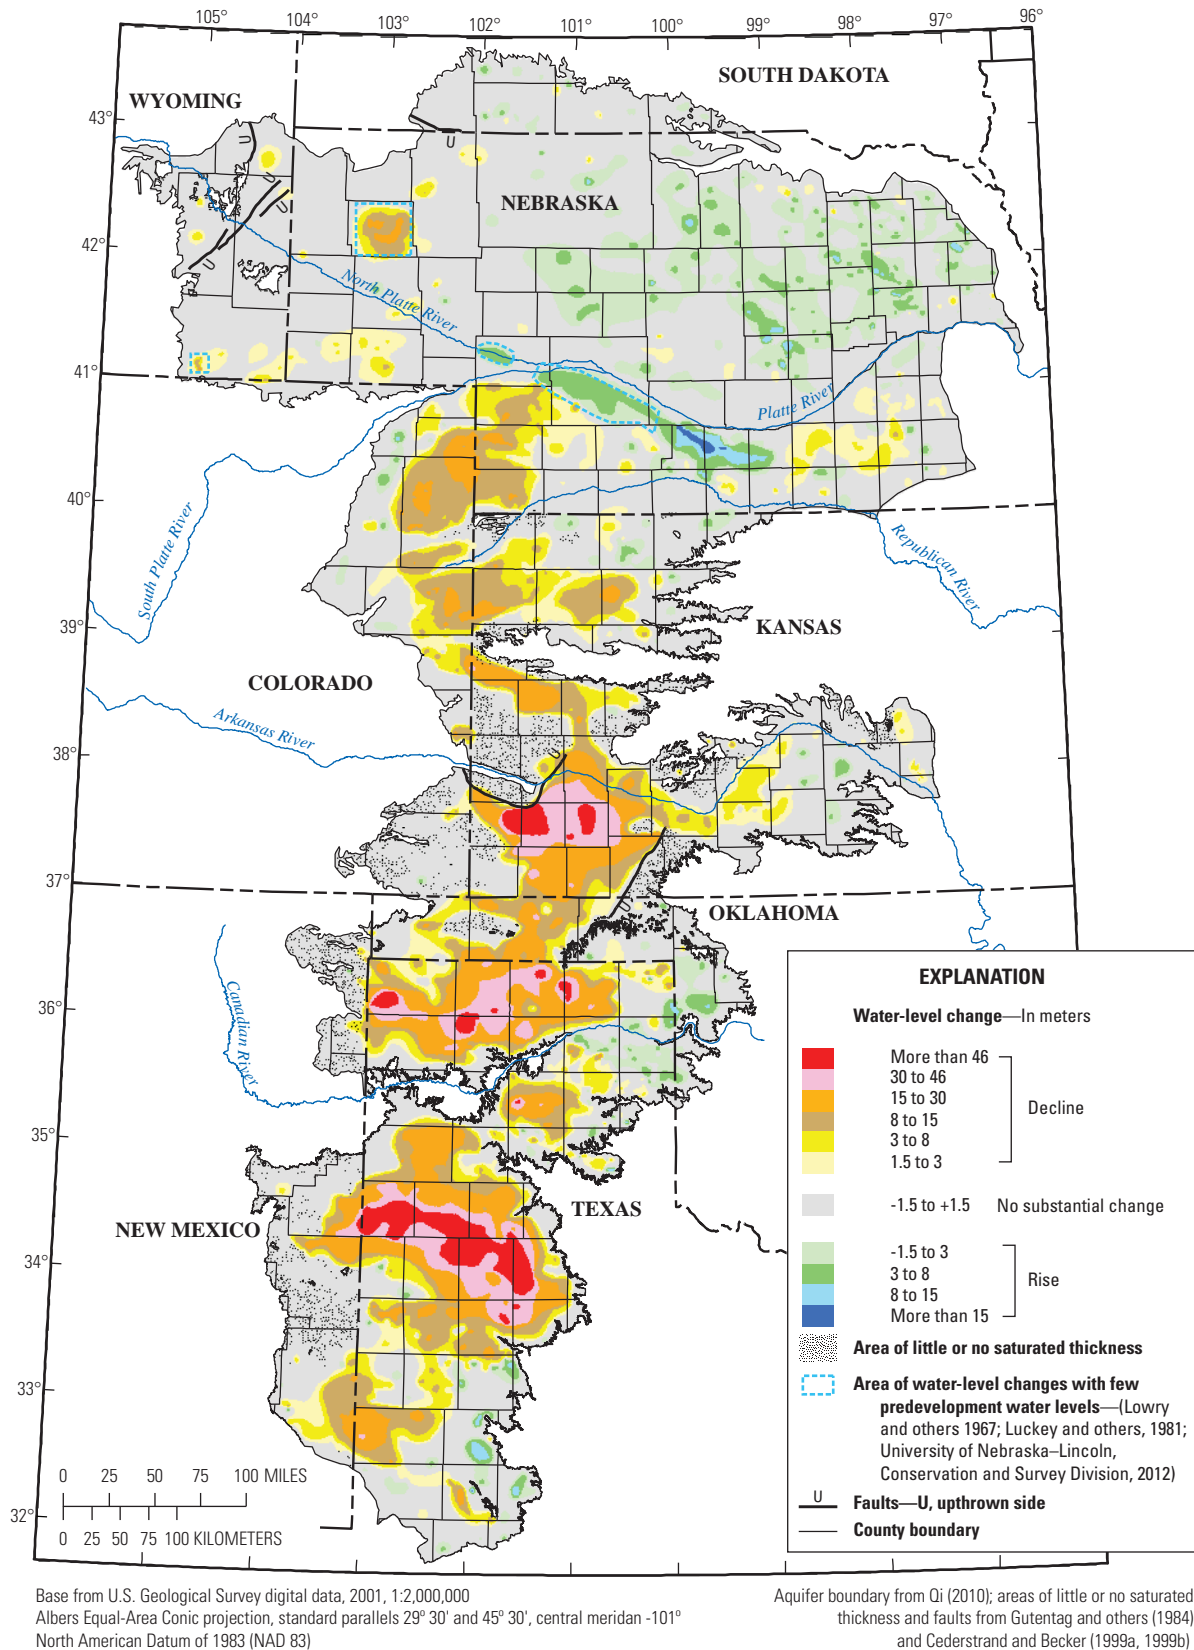 105° 104° 103° 102° 101° 100° 99° 98° 97° 96°
SOUTH DAKOTA
WYOMING
43°
U
U
U
U
NEBRASKA
42°
U
North Platte River
41°
Platte River
40°
South Platte River
Republican River
39°
KANSAS
COLORADO
Arkansas River
38°
U
37°
OKLAHOMA
U
Canadian River
36°
35°
TEXAS
NEW MEXICO
34°
33°
32°
0 25 50 75 100 MILES
0 25 50 75 100 KILOMETERS
EXPLANATION
Water-level change—In meters
More than 46
30 to 46
15 to 30
8 to 15
3 to 8
1.5 to 3
Decline
-1.5 to +1.5 No substantial change
-1.5 to 3
3 to 8
8 to 15
More than 15
Rise
Area of little or no saturated thickness
Area of water-level changes with few
predevelopment water levels—(Lowry
and others 1967; Luckey and others, 1981;
University of Nebraska–Lincoln,
Conservation and Survey Division, 2012)
U
Faults—U, upthrown side
County boundary
Base from U.S. Geological Survey digital data, 2001, 1:2,000,000
Albers Equal-Area Conic projection, standard parallels 29° 30' and 45° 30', central meridan -101°
North American Datum of 1983 (NAD 83)
Aquifer boundary from Qi (2010); areas of little or no saturated
thickness and faults from Gutentag and others (1984)
and Cederstrand and Becker (1999a, 1999b)